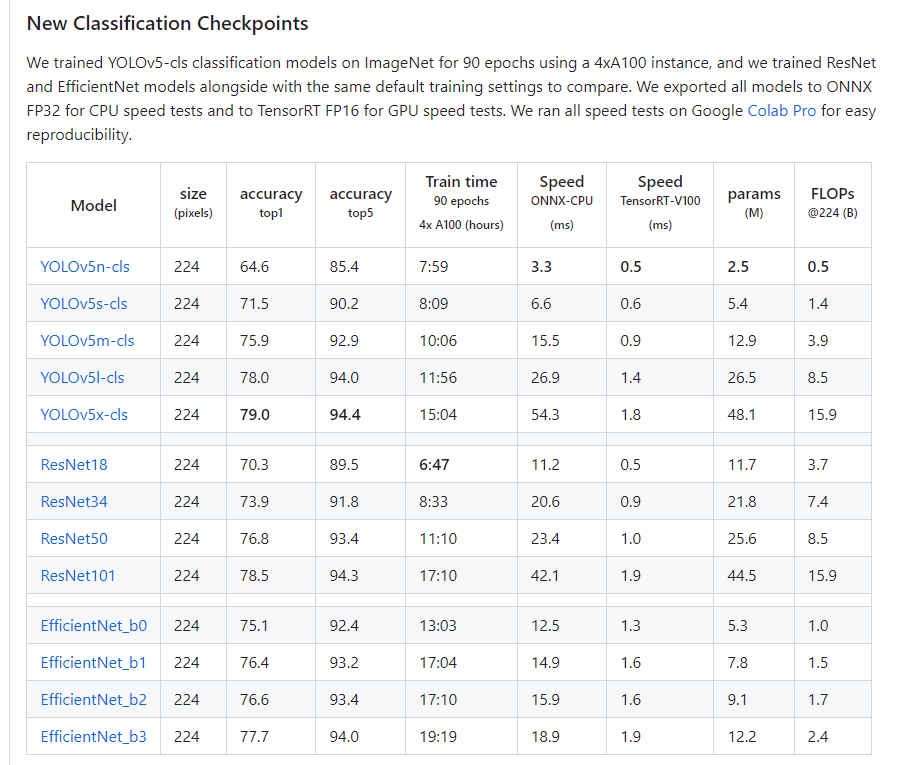 New Classification Checkpoints
We trained YOLOv5-cls classification models on ImageNet for 90 epochs using a 4xA100 instance, and we trained ResNet
and EfficientNet models alongside with the same default training settings to compare. We exported all models to ONNX
FP32 for CPU speed tests and to TensorRT FP16 for GPU speed tests. We ran all speed tests on Google Colab Pro for easy
reproducibility.
Model size (pixels) accuracy top1 accuracy top5 Train time 90 epochs 4x A100 (hours) Speed ONNX-CPU (ms) Speed TensorRT-V100 (ms) params (M) FLOPs @224 (B)
YOLOv5n-cls 224 64.6 85.4 7:59 3.3 0.5 2.5 0.5
YOLOv5s-cls 224 71.5 90.2 8:09 6.6 0.6 5.4 1.4
YOLOv5m-cls 224 75.9 92.9 10:06 15.5 0.9 12.9 3.9
YOLOv5l-cls 224 78.0 94.0 11:56 26.9 1.4 26.5 8.5
YOLOv5x-cls 224 79.0 94.4 15:04 54.3 1.8 48.1 15.9
ResNet18 224 70.3 89.5 6:47 11.2 0.5 11.7 3.7
ResNet34 224 73.9 91.8 8:33 20.6 0.9 21.8 7.4
ResNet50 224 76.8 93.4 11:10 23.4 1.0 25.6 8.5
ResNet101 224 78.5 94.3 17:10 42.1 1.9 44.5 15.9
EfficientNet_b0 224 75.1 92.4 13:03 12.5 1.3 5.3 1.0
EfficientNet_b1 224 76.4 93.2 17:04 14.9 1.6 7.8 1.5
EfficientNet_b2 224 76.6 93.4 17:10 15.9 1.6 9.1 1.7
EfficientNet_b3 224 77.7 94.0 19:19 18.9 1.9 12.2 2.4